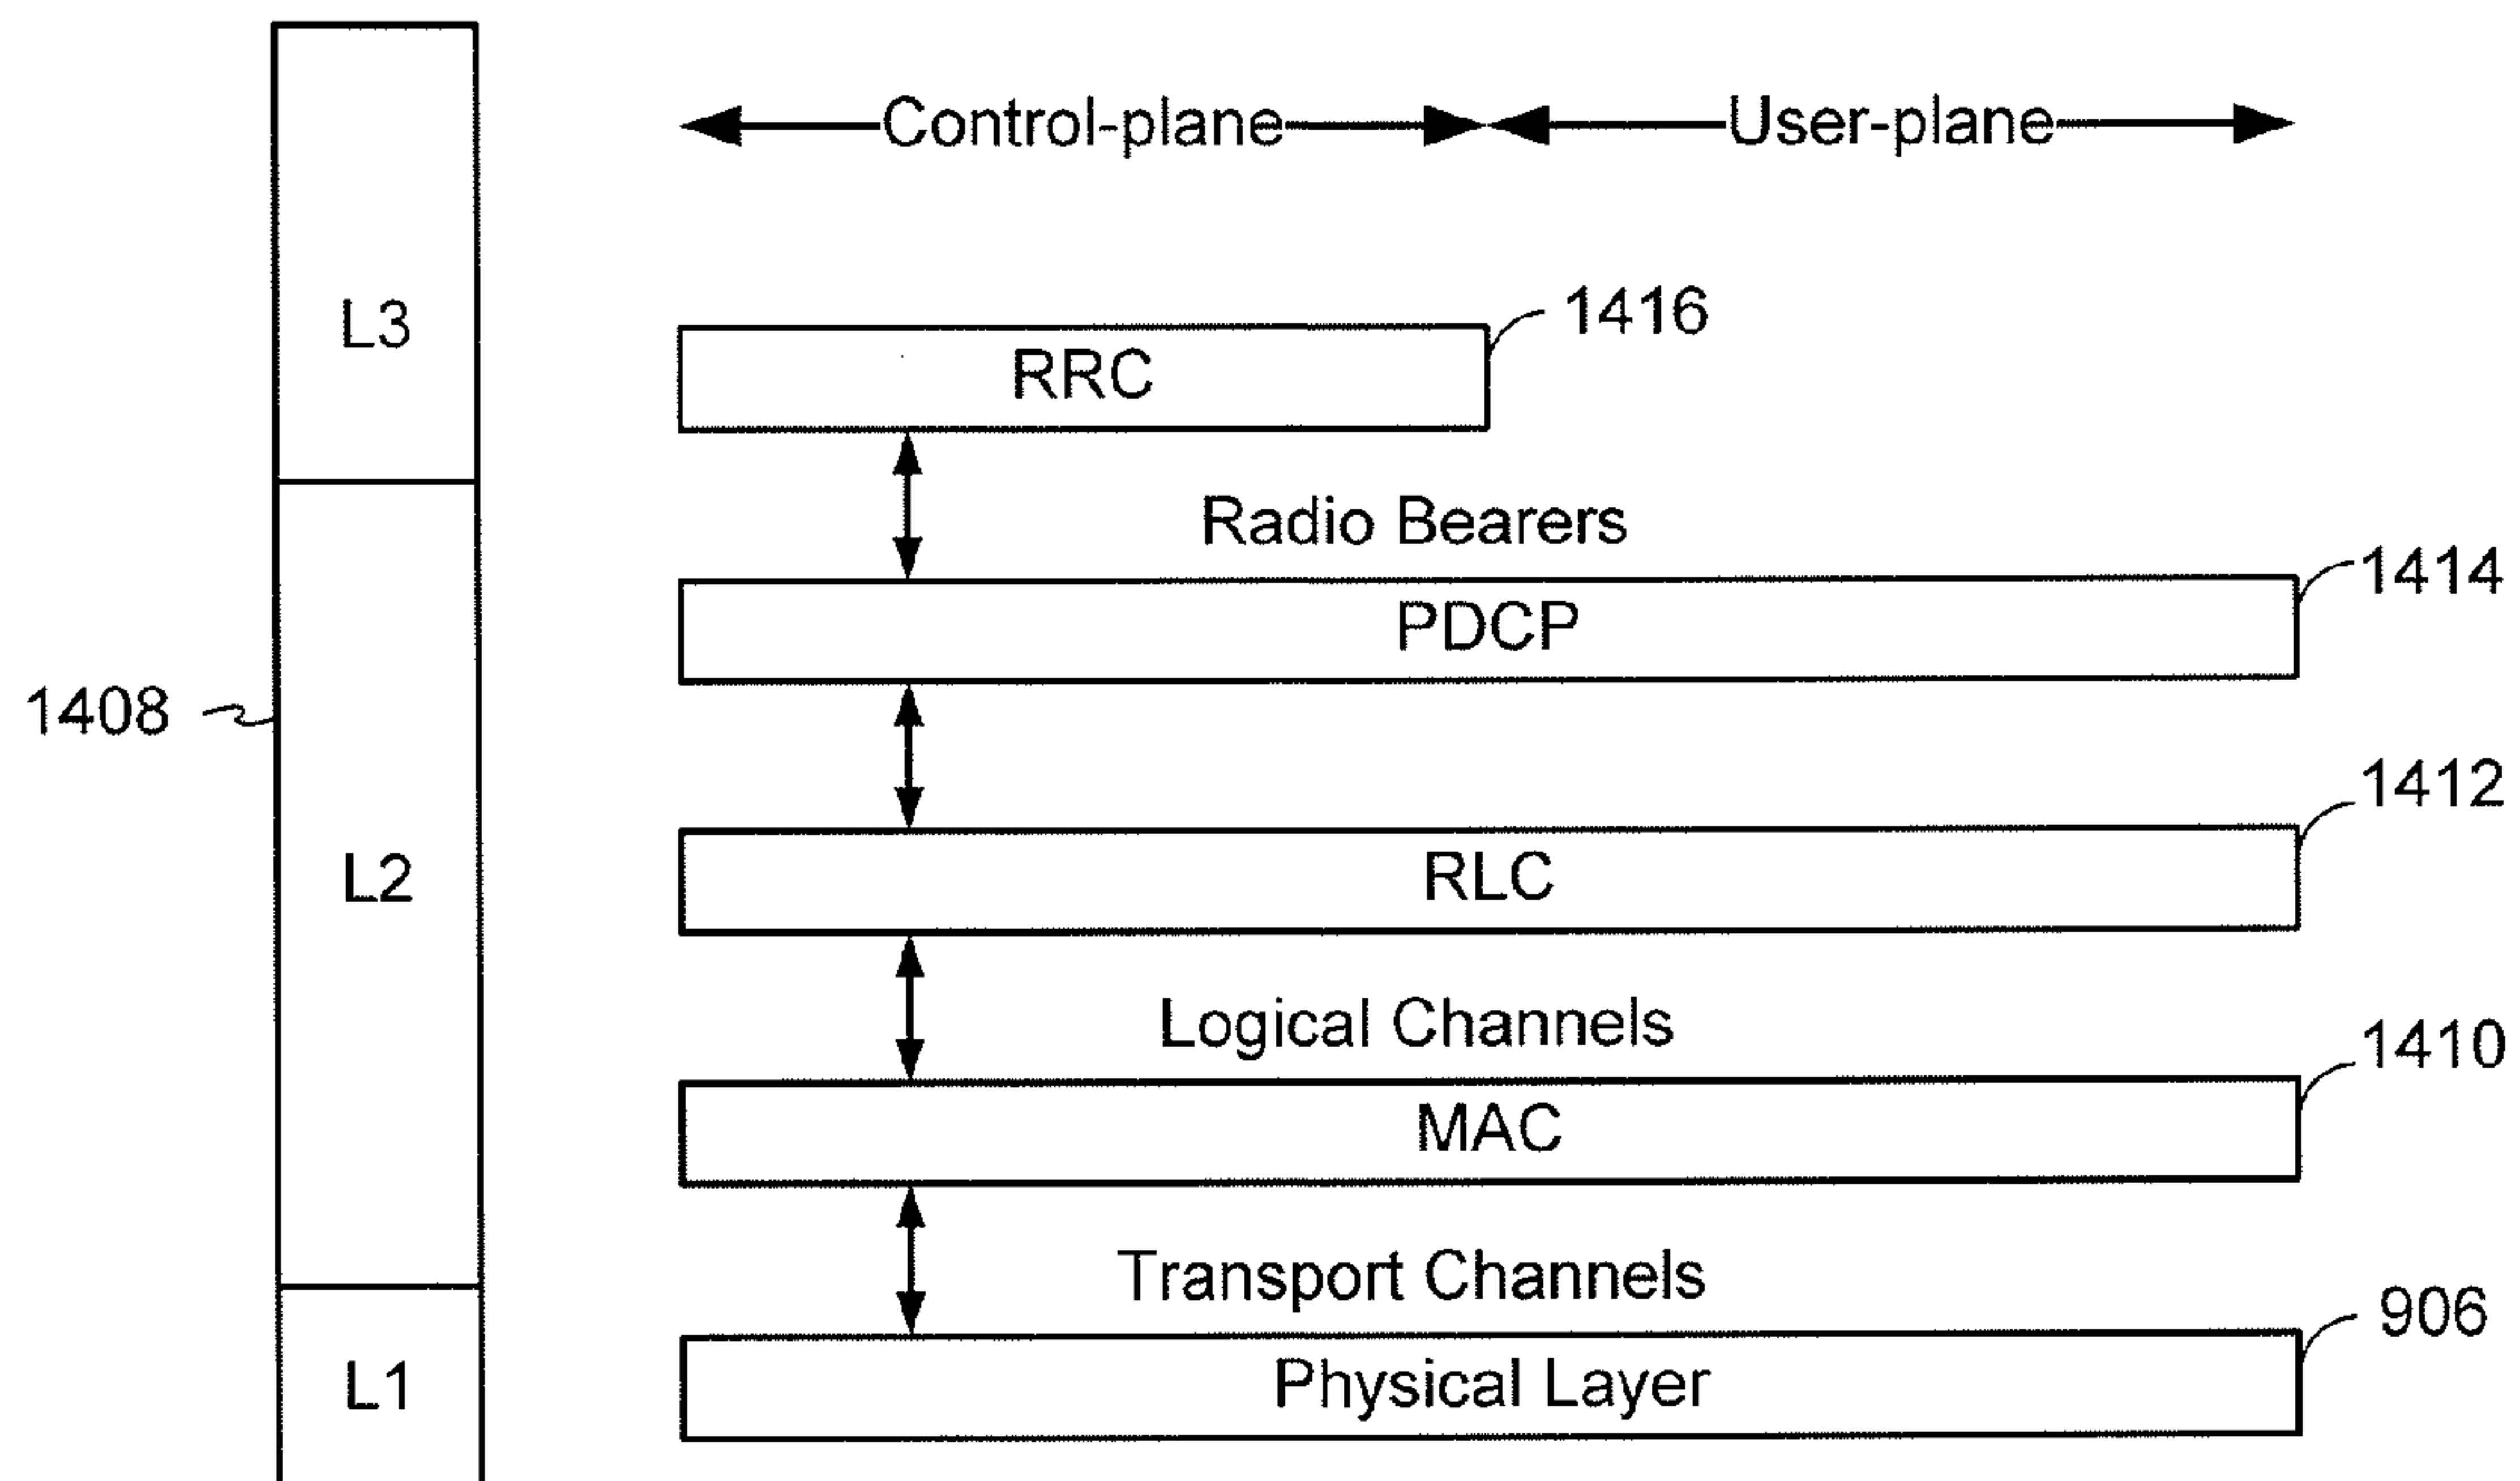 Control-plane
User-plane
L3
1416
RRC
Radio Bearers
1414
PDCP
1408
1412
L2
RLC
Logical Channels
1410
MAC
Transport Channels
906
L1
Physical Layer